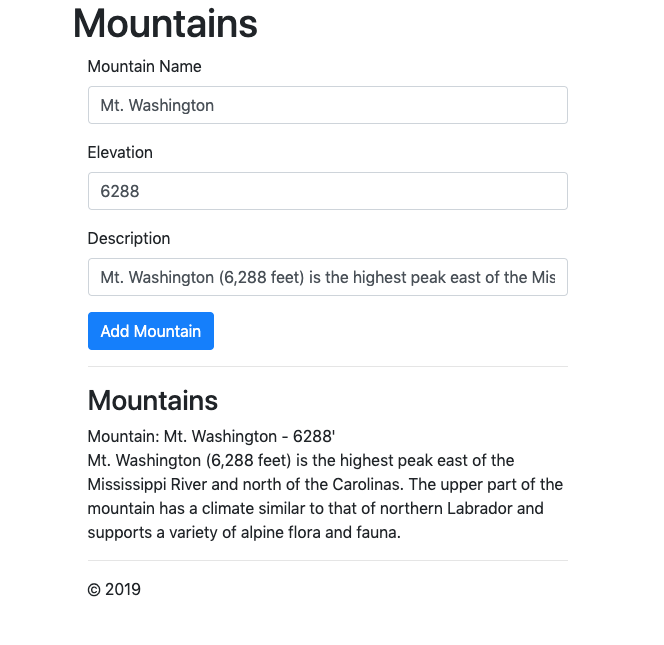 Mountains
Mountain Name
Mt. Washington
Elevation
6288
Description
Mt. Washington (6,288 feet) is the highest peak east of the Mis
Add Mountain
Mountains
Mountain: Mt. Washington - 6288'
Mt. Washington (6,288 feet) is the highest peak east of the
Mississippi River and north of the Carolinas. The upper part of the
mountain has a climate similar to that of northern Labrador and
supports a variety of alpine flora and fauna.
© 2019